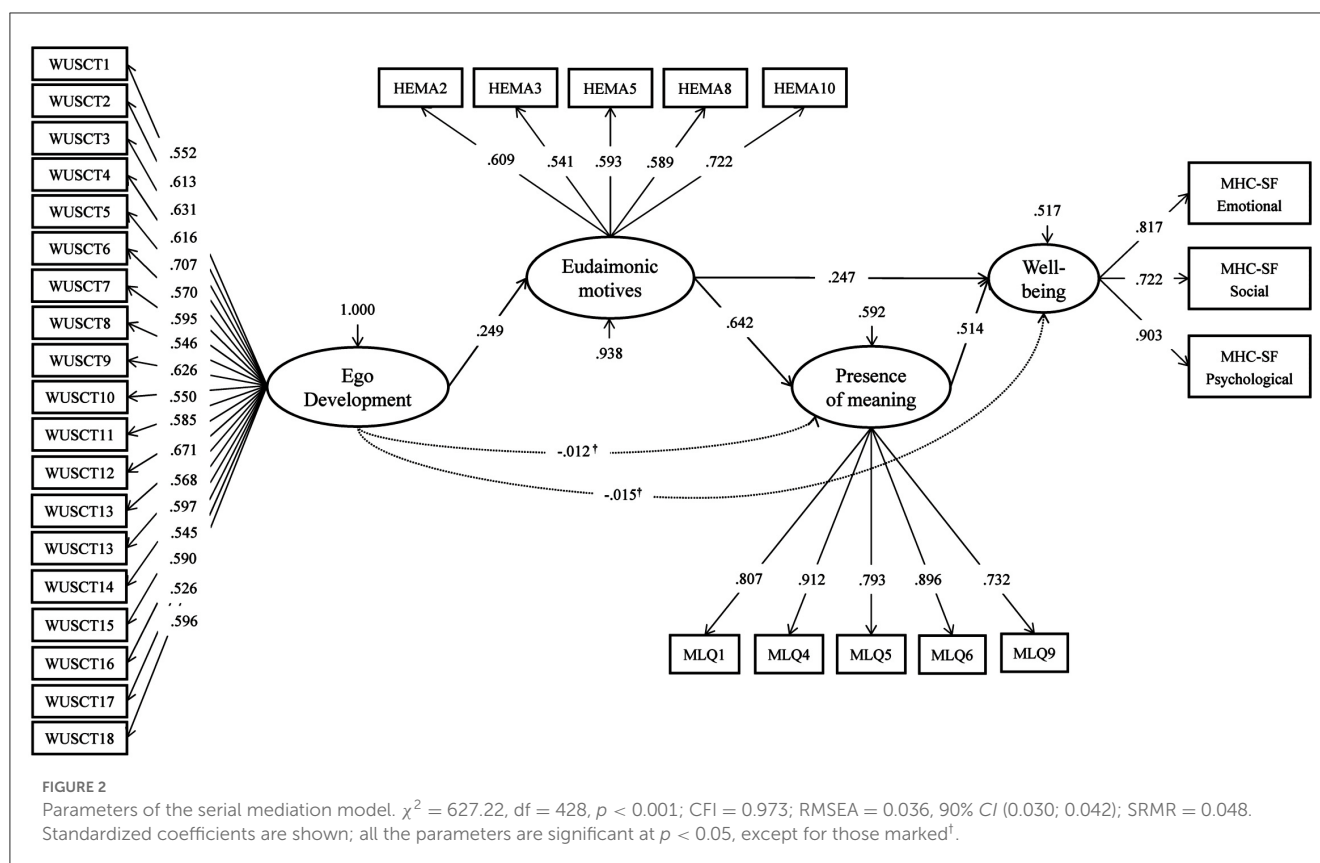 WUSCT1
WUSCT2
WUSCT3
WUSCT4
WUSCT5
WUSCT6
WUSCT7
WUSCT8
WUSCT9
WUSCT10
WUSCT11
WUSCT12
WUSCT13
WUSCT13
WUSCT14
WUSCT15
WUSCT16
WUSCT17
WUSCT18
.552
.613
.631
.616
.707
.570
.595
.546
.626
.550
.585
.671
.568
.597
.545
.590
.526
.596
1.000
Ego
Development
.249
HEMA2
HEMA3
HEMA5
HEMA8
HEMA10
.609
.541
.593
.589
.722
Eudaimonic
motives
.938
.247
.642
.592
Presence
of meaning
.514
-.012†
-.015†
.807
.912
.793
.896
.732
MLQ1
MLQ4
MLQ5
MLQ6
MLQ9
.517
Well-
being
.817
.722
.903
MHC-SF
Emotional
MHC-SF
Social
MHC-SF
Psychological
FIGURE 2
Parameters of the serial mediation model. χ² = 627.22, df = 428, p < 0.001; CFI = 0.973; RMSEA = 0.036, 90% CI (0.030; 0.042); SRMR = 0.048.
Standardized coefficients are shown; all the parameters are significant at p < 0.05, except for those marked†.